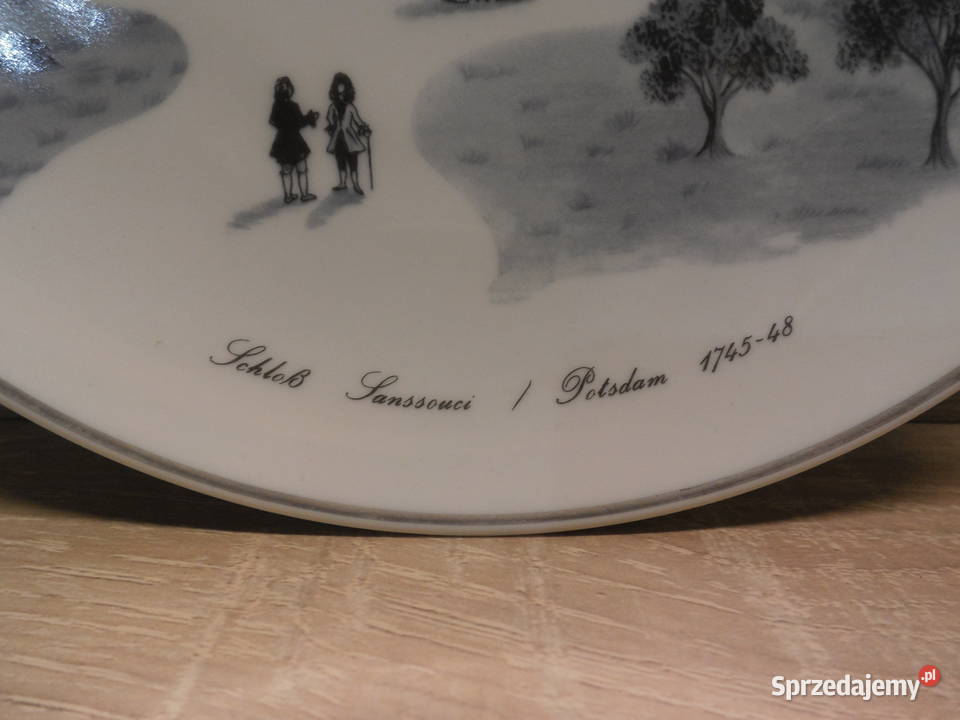 Schloß Sanssouci / Potsdam 1745-48
Sprzedajemy.pl